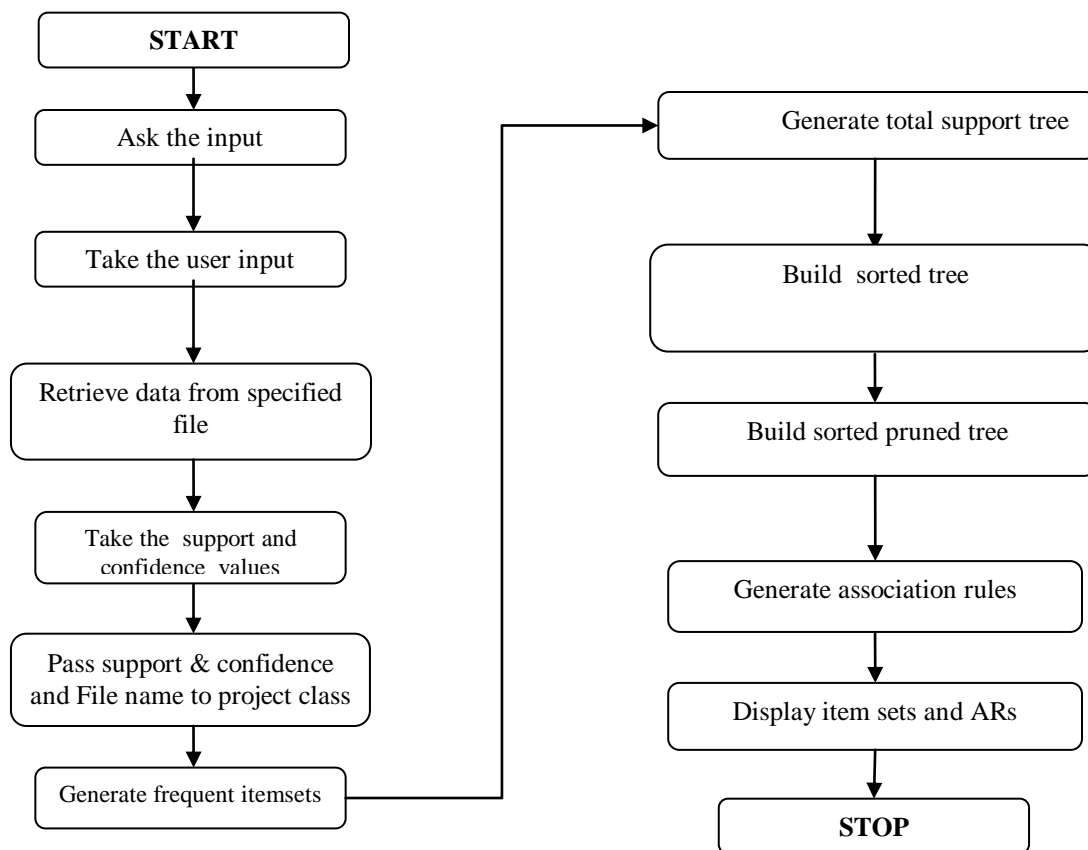 START
Ask the input
Take the user input
Retrieve data from specified
file
Take the support and
confidence values
Pass support & confidence
and File name to project class
Generate frequent itemsets
Generate total support tree
Build sorted tree
Build sorted pruned tree
Generate association rules
Display item sets and ARs
STOP